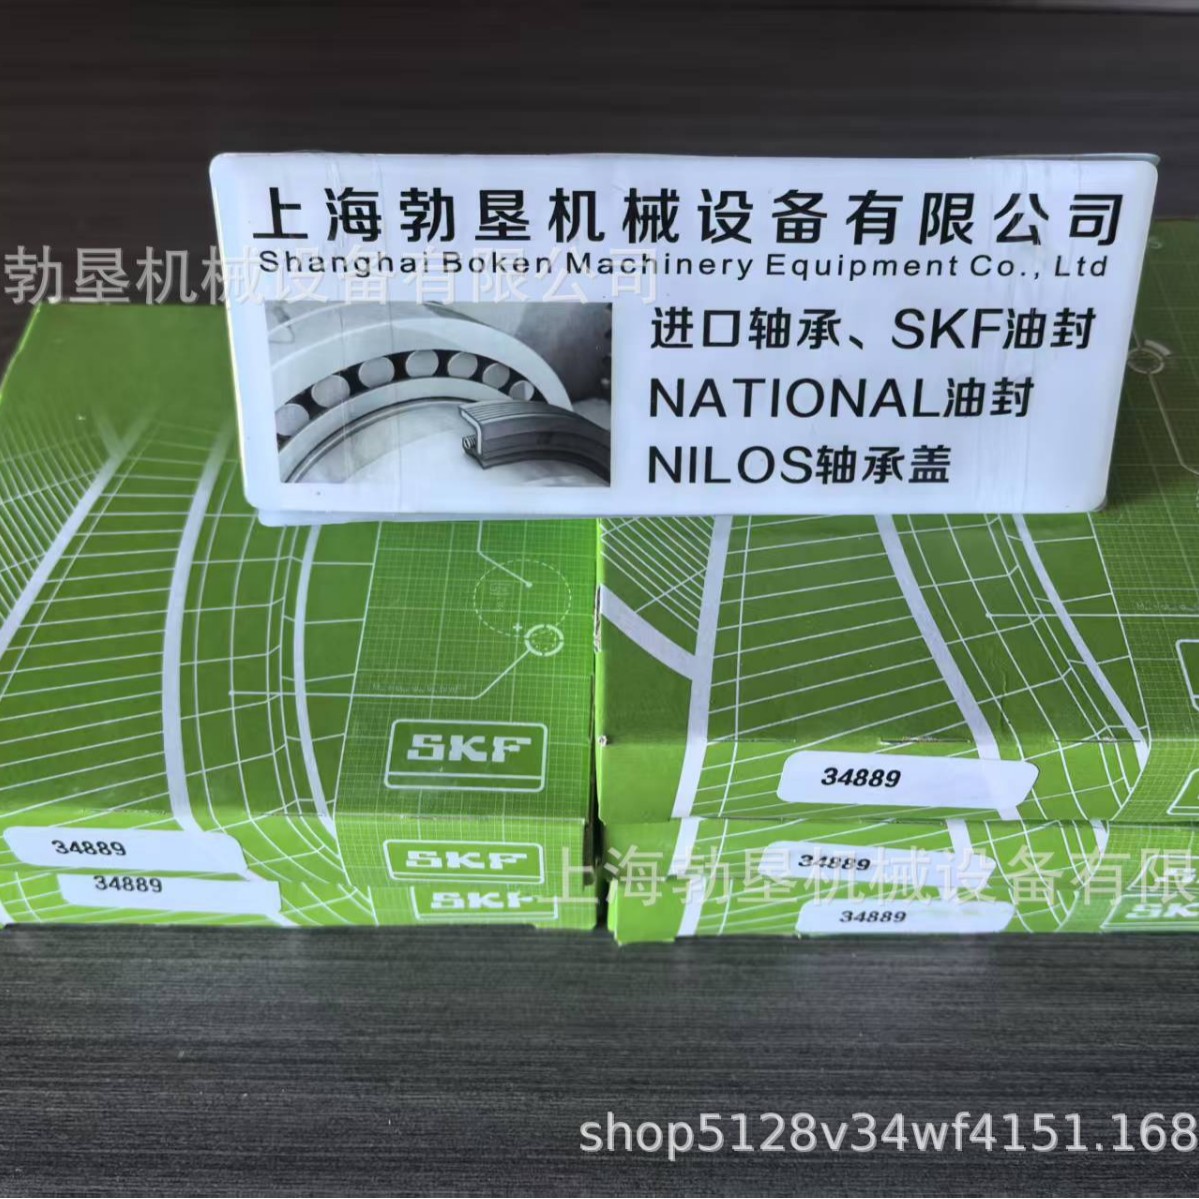 上海勃垦机械设备有限公司
Shanghai Boken Machinery Equipment Co., Ltd
勃垦机械设备有限公司
进口轴承、SKF油封
NATIONAL油封
NILOS轴承盖
SKF
34889
34889
SKF
34889
SKF
34889
34889
34889
SK
上海勃垦机械设备有限
shop5128v34wf4151.168